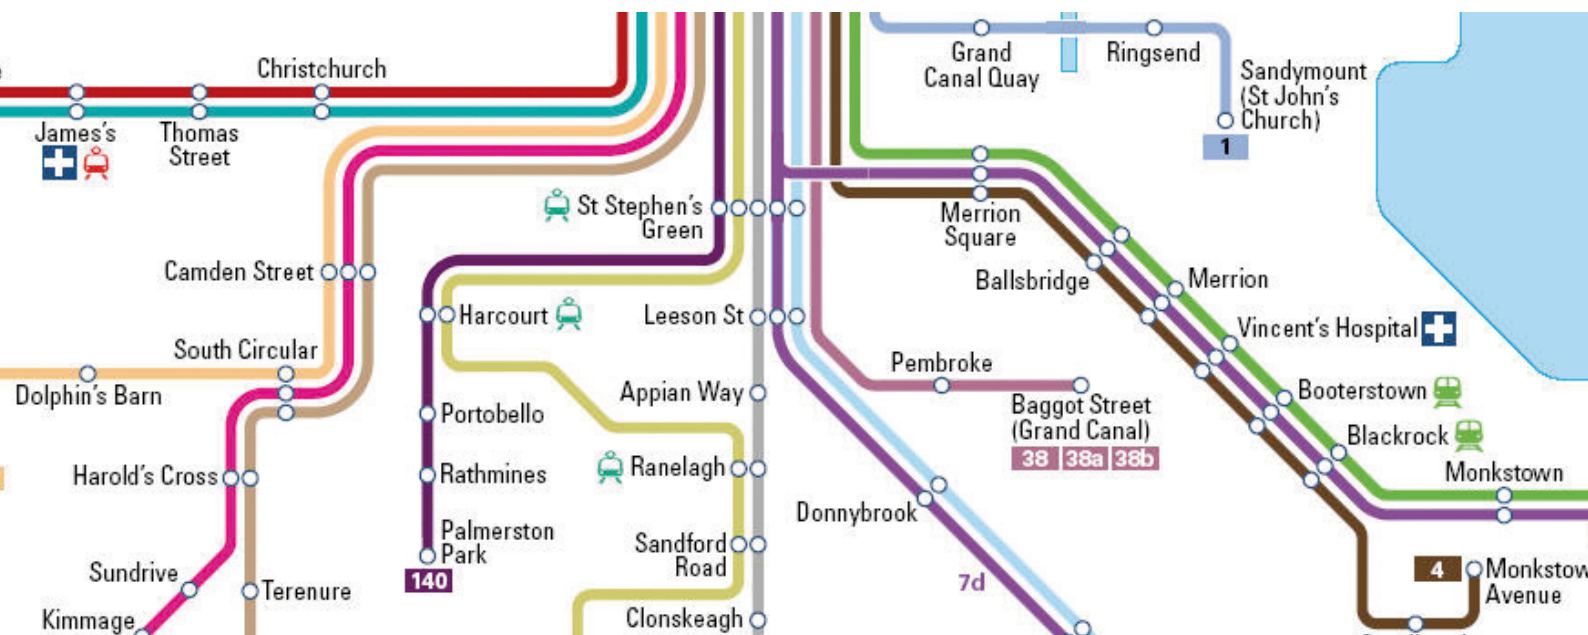 Christchurch
James's
Thomas
Street
Grand
Canal Quay
Ringsend
Sandymount
(St John's
Church)
1
St Stephen's
Green
Merrion
Square
Camden Street
Ballsbridge
Merrion
Harcourt
Leeson St
Vincent's Hospital
South Circular
Dolphin's Barn
Pembroke
Appian Way
Booterstown
Portobello
Baggot Street
(Grand Canal)
38 38a 38b
Blackrock
Harold's Cross
Rathmines
Ranelagh
Monkstown
Donnybrook
Palmerston
Park
140
Sandford
Road
Sundrive
Terenure
7d
4
Monkstow
Avenue
Kimmage
Clonskeagh